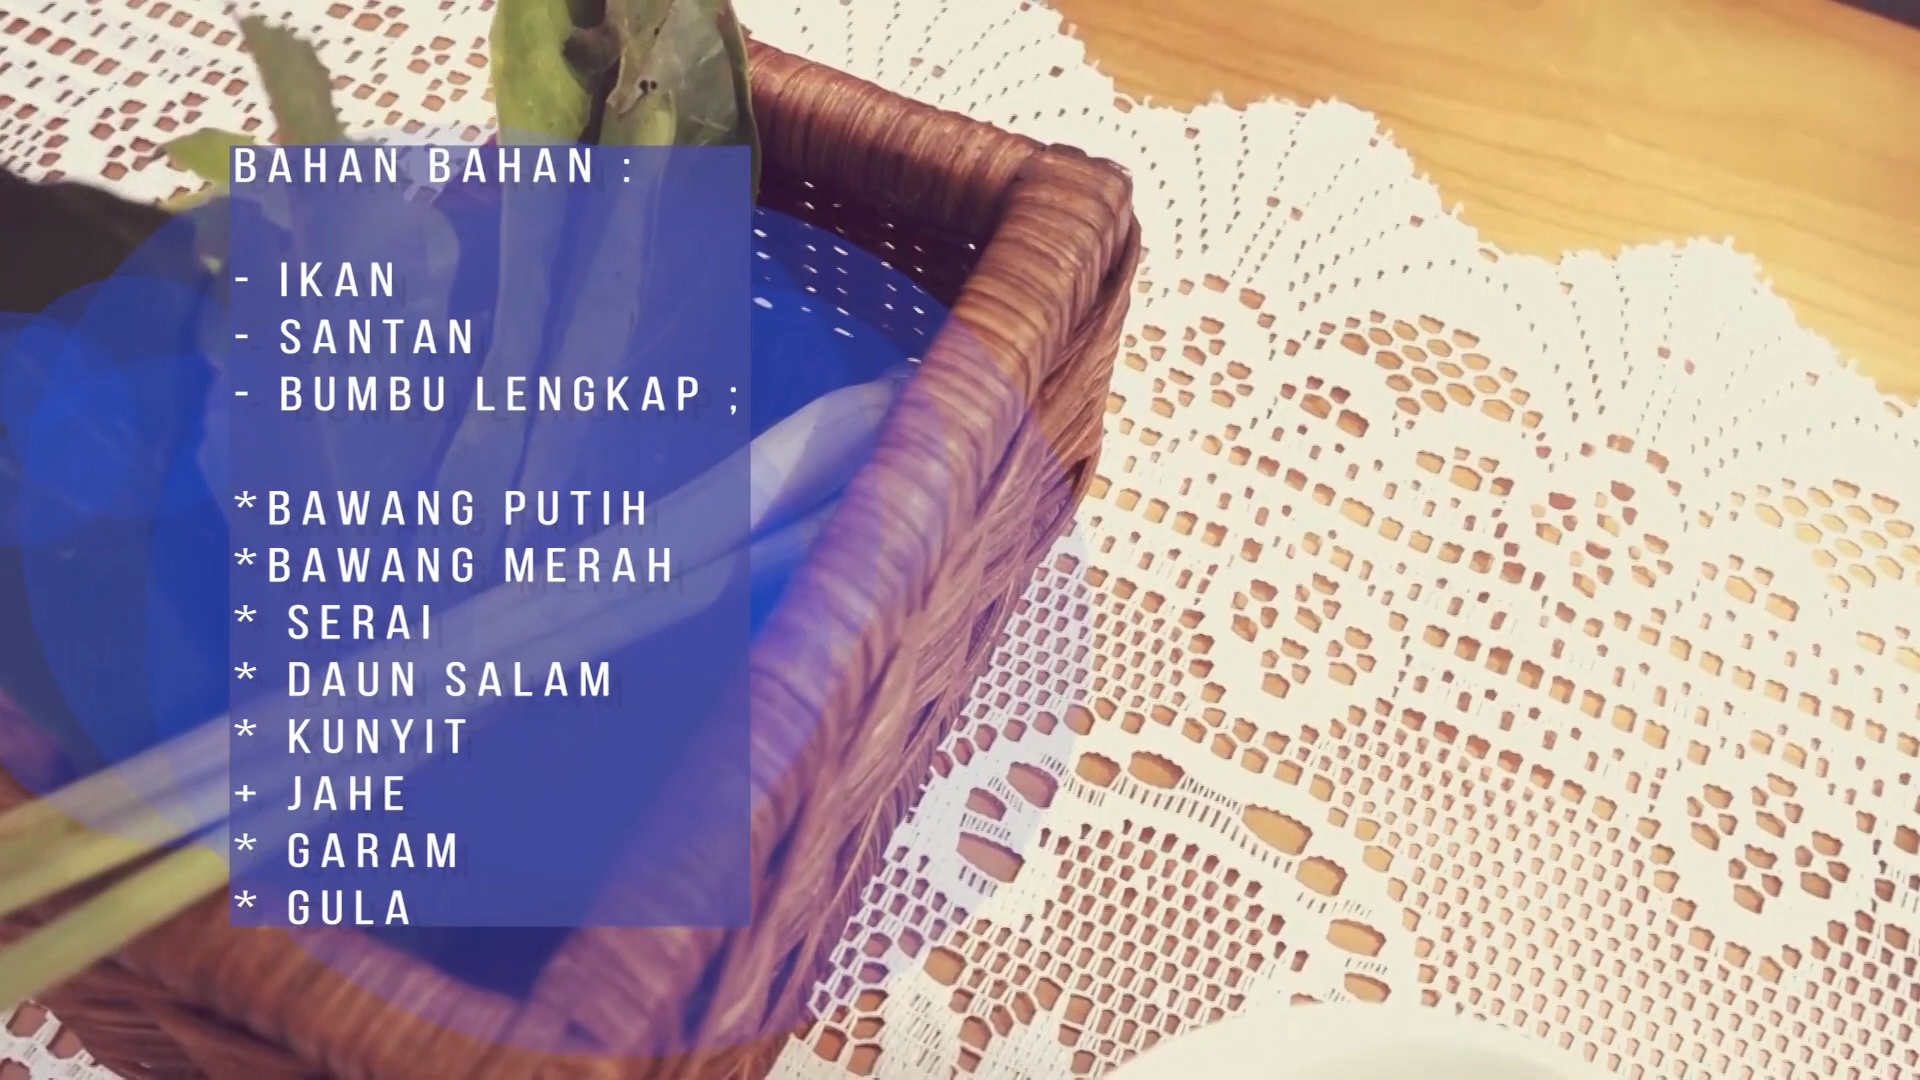 BAHAN BAHAN :
- IKAN
- SANTAN
- BUMBU LENGKAP ;
*BAWANG PUTIH
*BAWANG MERAH
* SERAI
* DAUN SALAM
* KUNYIT
+ JAHE
* GARAM
* GULA